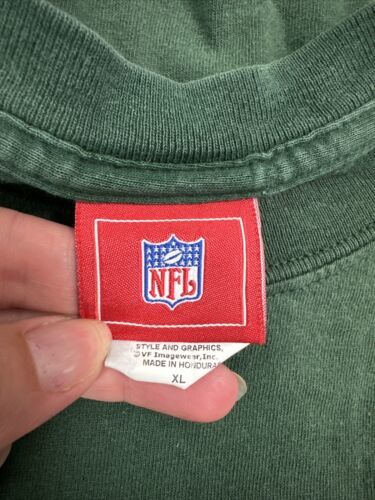 NFL
STYLE AND GRAPHICS,
©VF Imagewear, Inc.
MADE IN HONDURAS
XL